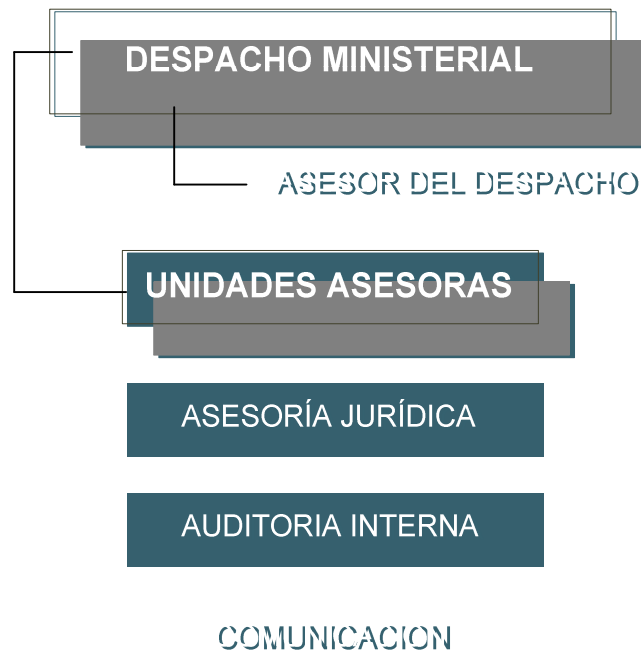 DESPACHO MINISTERIAL
ASESOR DEL DESPACHO
UNIDADES ASESORAS
ASESORÍA JURÍDICA
AUDITORIA INTERNA
COMUNICACION